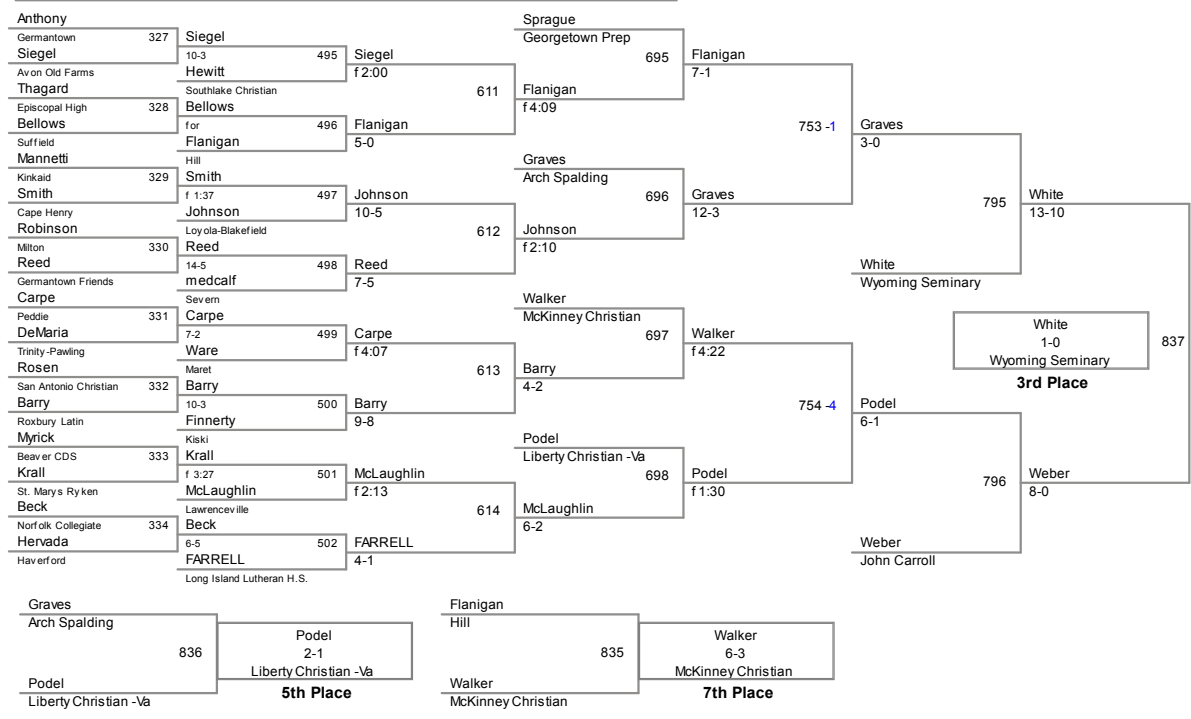 Anthony
Germantown
327
Siegel
Avon Old Farms
Thagard
Episcopal High
328
Bellows
Suffield
Mannetti
Kinkaid
329
Smith
Cape Henry
Robinson
Milton
330
Reed
Germantown Friends
Carpe
Peddie
331
DeMaria
Trinity-Pawling
Rosen
San Antonio Christian
332
Barry
Roxbury Latin
Myrick
Beaver CDS
333
Krall
St. Marys Ryken
Beck
Norfolk Collegiate
334
Hervada
Haverford
Siegel
10-3
495
Hewitt
Southlake Christian
Bellows
for
496
Flanigan
Hill
Smith
f 1:37
497
Johnson
Loyola-Blakefield
Reed
14-5
498
medcalf
Severn
Carpe
7-2
499
Ware
Maret
Barry
10-3
500
Finnerty
Kiski
Krall
f 3:27
501
McLaughlin
Lawrenceville
Beck
6-5
502
FARRELL
Long Island Lutheran H.S.
Siegel
f 2:00
611
Flanigan
5-0
Johnson
10-5
612
Reed
7-5
Carpe
f 4:07
613
Barry
9-8
McLaughlin
f 2:13
614
FARRELL
4-1
Sprague
Georgetown Prep
695
Flanigan
f 4:09
Graves
Arch Spalding
696
Johnson
f 2:10
Walker
McKinney Christian
697
Barry
4-2
Podel
Liberty Christian -Va
698
McLaughlin
6-2
Flanigan
7-1
753 -1
Graves
12-3
Walker
f 4:22
754 -4
Podel
f 1:30
Graves
3-0
795
White
Wyoming Seminary
Podel
6-1
796
Weber
John Carroll
White
13-10
837
Weber
8-0
White
1-0
Wyoming Seminary
3rd Place
Graves
Arch Spalding
836
Podel
Liberty Christian -Va
Podel
2-1
Liberty Christian -Va
5th Place
Flanigan
Hill
835
Walker
McKinney Christian
Walker
6-3
McKinney Christian
7th Place